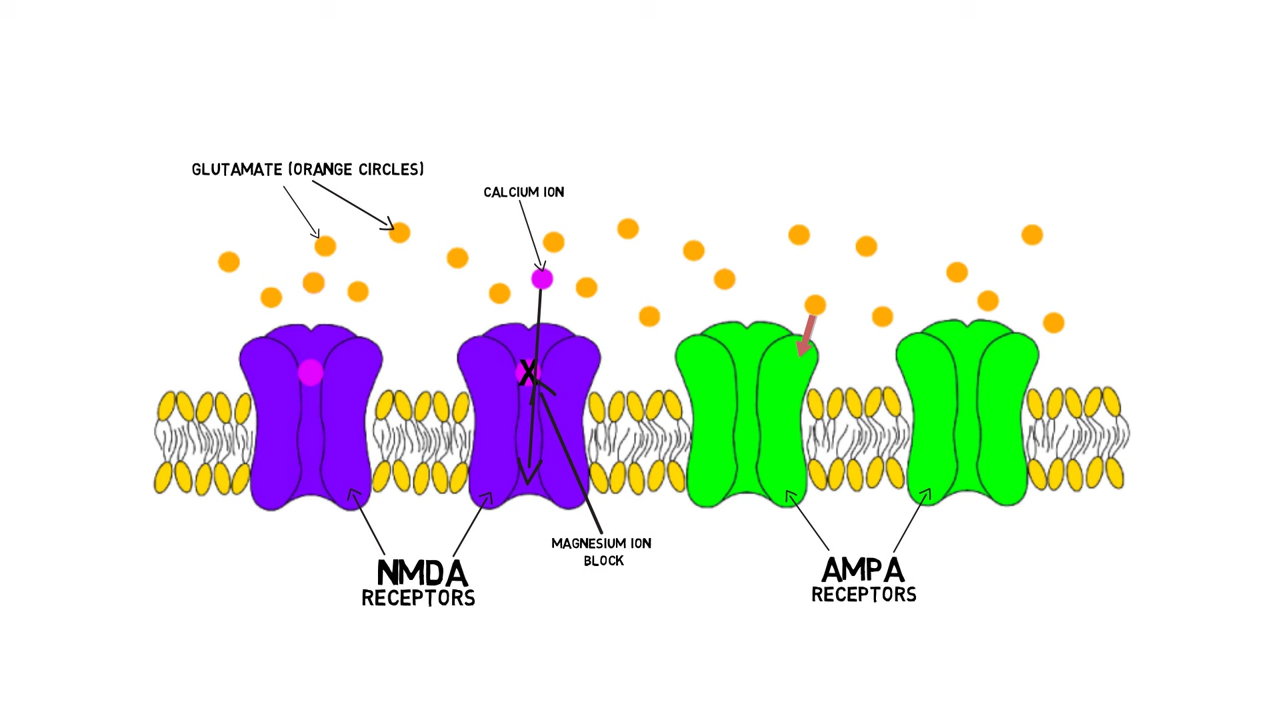 GLUTAMATE (ORANGE CIRCLES)
CALCIUM ION
X
MAGNESIUM ION
BLOCK
NMDA
RECEPTORS
AMPA
RECEPTORS